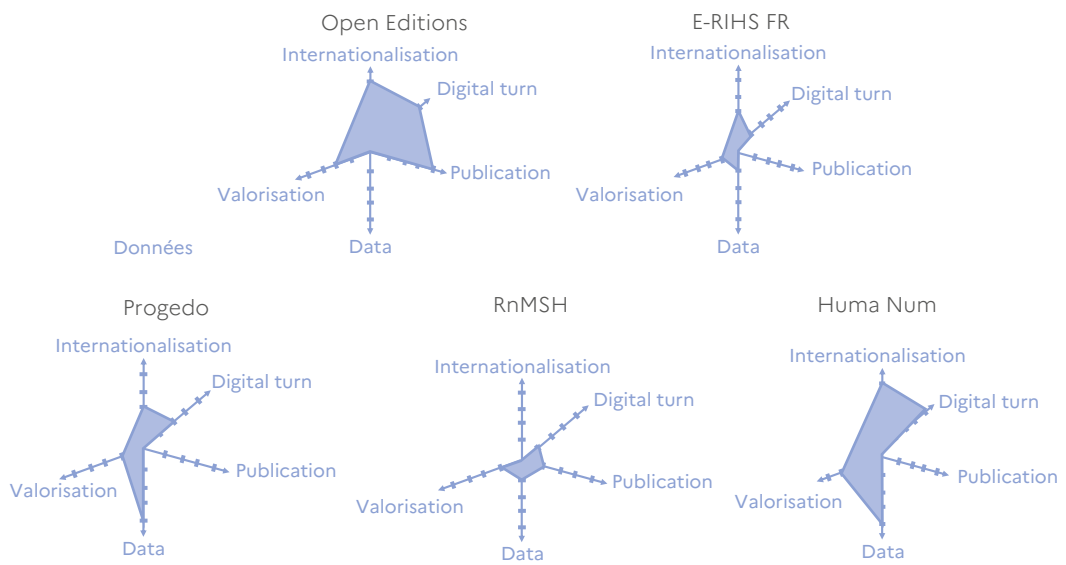 Open Editions
Internationalisation
Digital turn
Publication
Valorisation
Data
E-RIHS FR
Internationalisation
Digital turn
Publication
Valorisation
Data
Données
Progedo
Internationalisation
Digital turn
Publication
Valorisation
Data
RnMSH
Internationalisation
Digital turn
Publication
Valorisation
Data
Huma Num
Internationalisation
Digital turn
Publication
Valorisation
Data